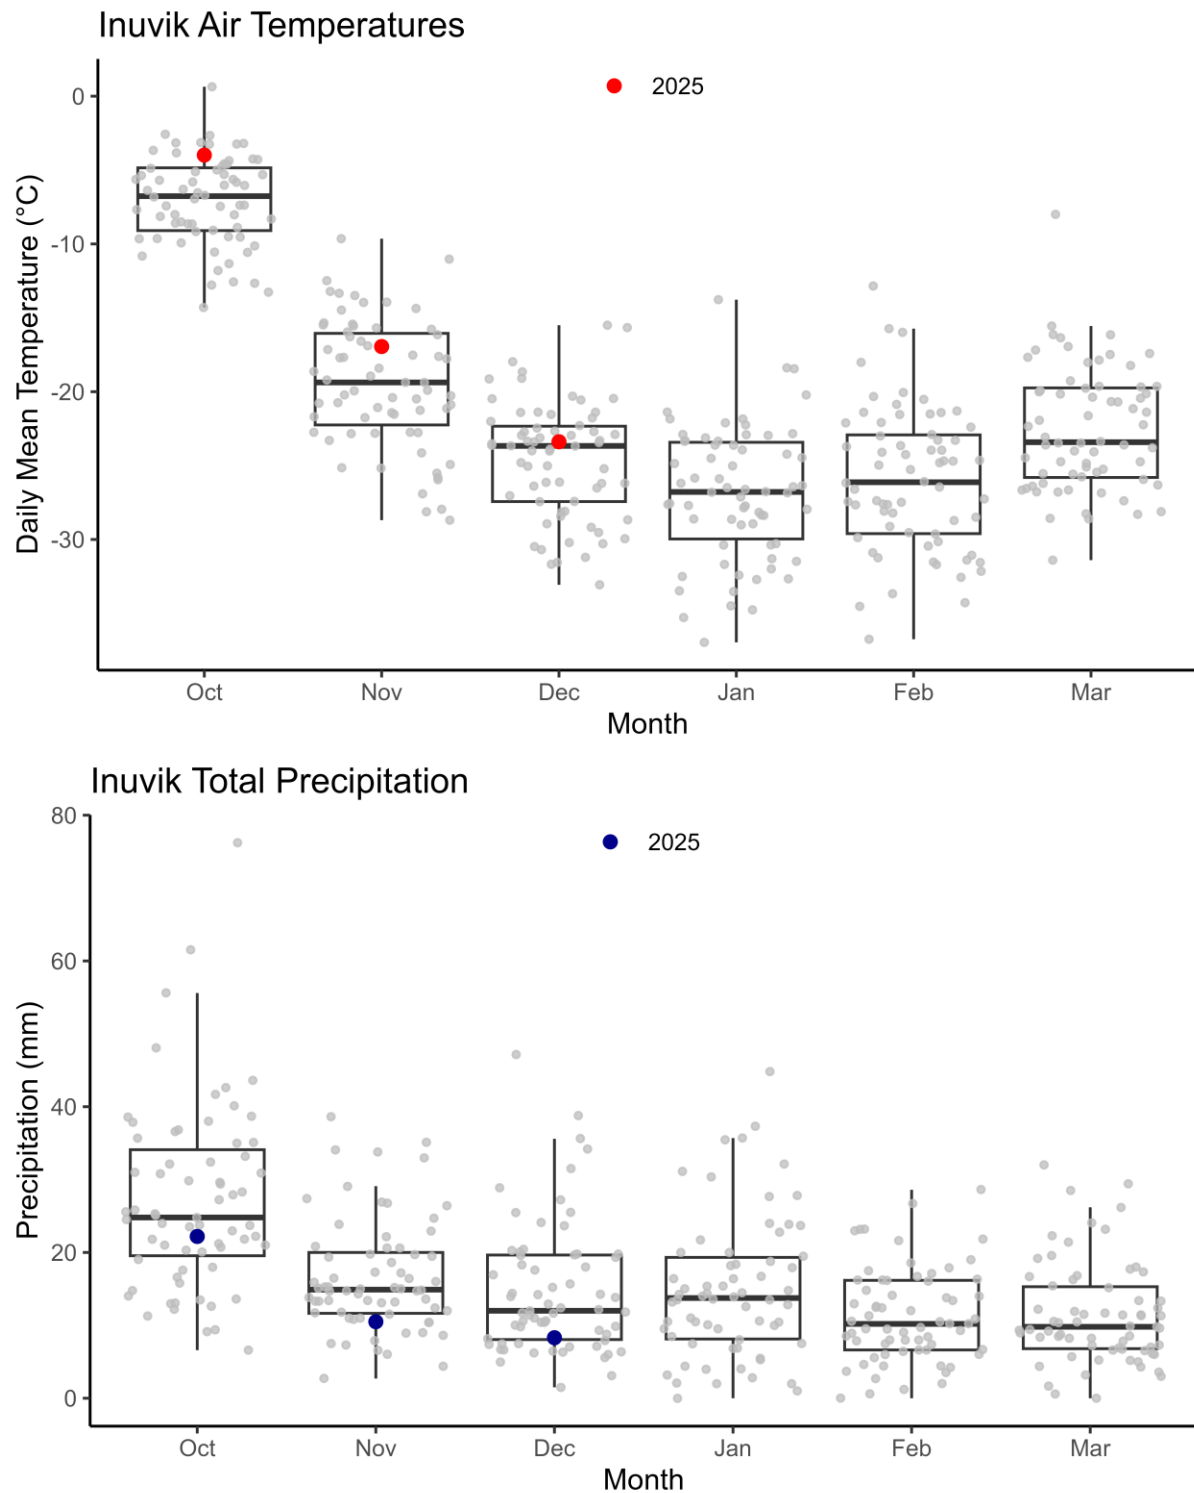 Inuvik Air Temperatures
2025
Daily Mean Temperature (°C)
0
-10
-20
-30
Oct Nov Dec Jan Feb Mar
Month
Inuvik Total Precipitation
2025
Precipitation (mm)
80
60
40
20
0
Oct Nov Dec Jan Feb Mar
Month